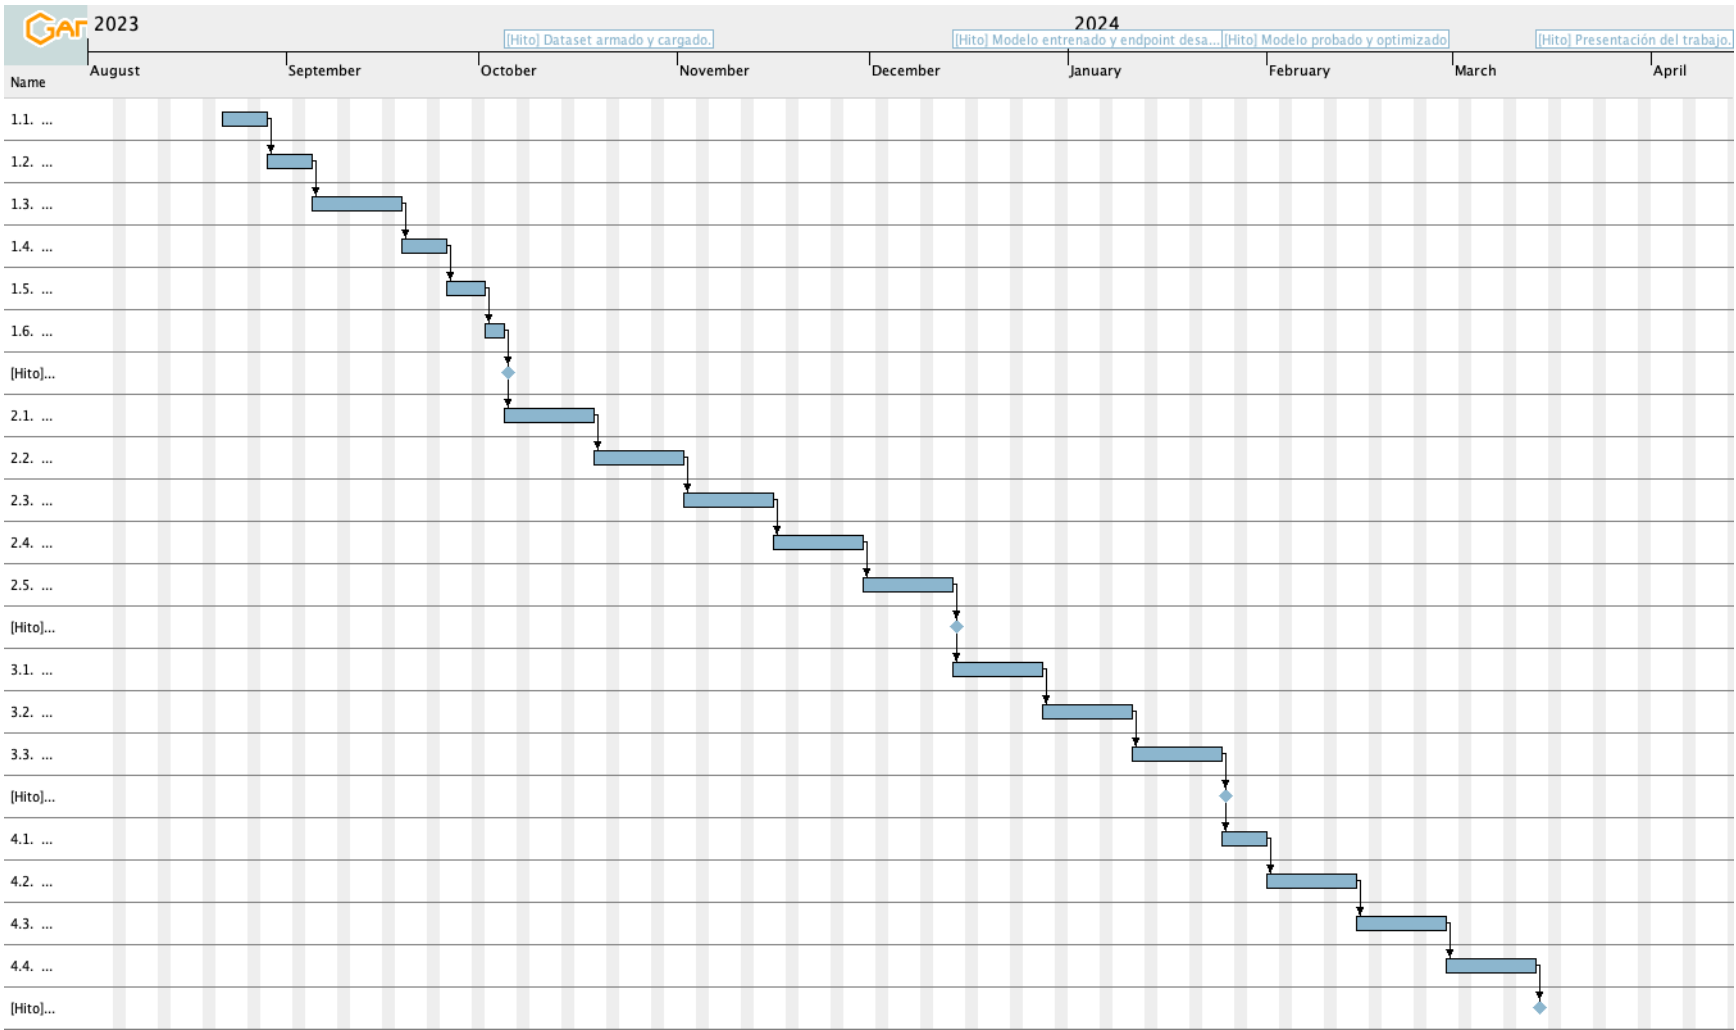 GAN
2023
2024
[Hito] Dataset armado y cargado.
[Hito] Modelo entrenado y endpoint desa...
[Hito] Modelo probado y optimizado
[Hito] Presentación del trabajo.
August
September
October
November
December
January
February
March
April
Name
1.1. ...
1.2. ...
1.3. ...
1.4. ...
1.5. ...
1.6. ...
[Hito]...
2.1. ...
2.2. ...
2.3. ...
2.4. ...
2.5. ...
[Hito]...
3.1. ...
3.2. ...
3.3. ...
[Hito]...
4.1. ...
4.2. ...
4.3. ...
4.4. ...
[Hito]...